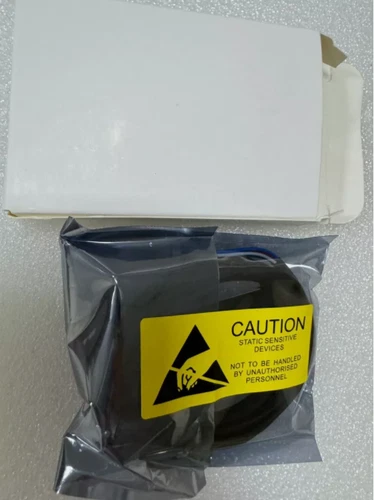 CAUTION
STATIC SENSITIVE
DEVICES
NOT TO BE HANDLED
BY UNAUTHORISED
PERSONNEL